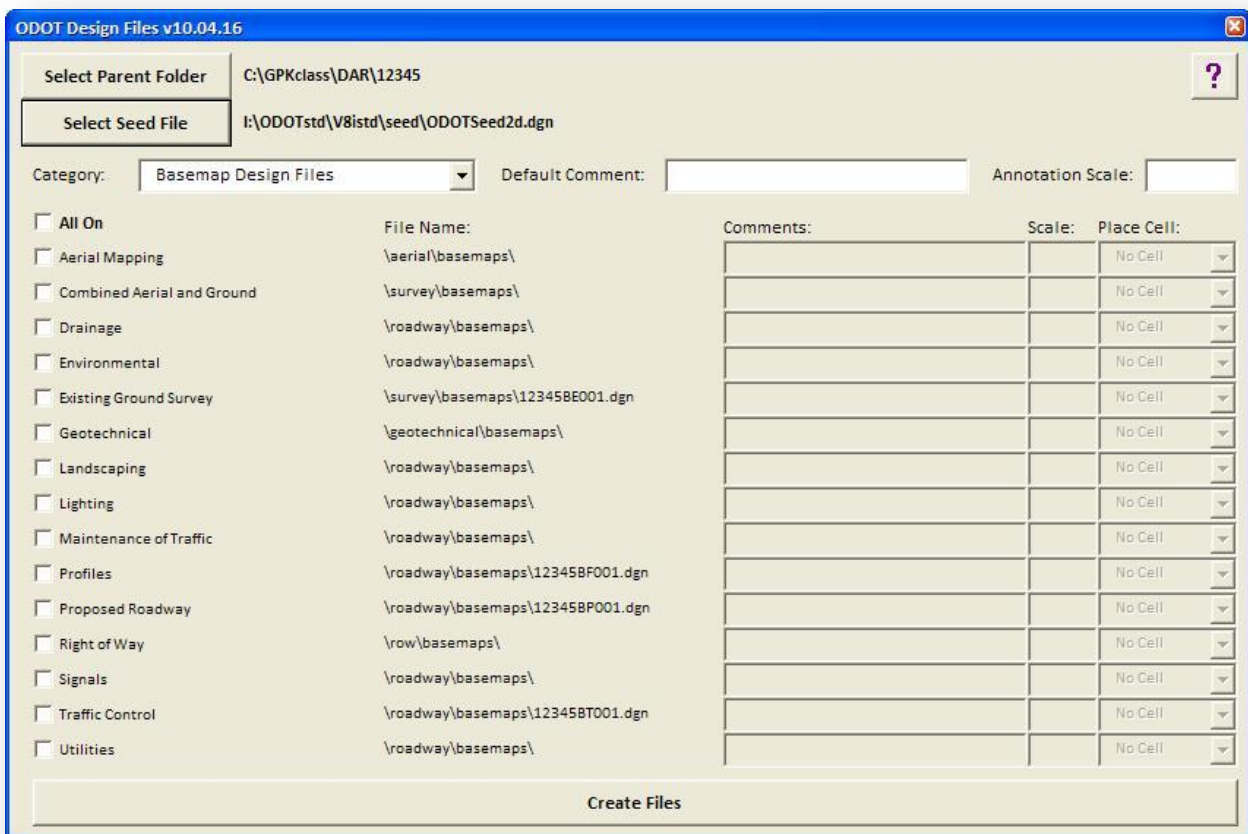 ODOT Design Files v10.04.16
Select Parent Folder C:\GPKclass\DAR\12345 ?
Select Seed File I:\ODOTstd\V8istd\seed\ODOTSeed2d.dgn
Category: Basemap Design Files Default Comment: Annotation Scale:
All On File Name: Comments: Scale: Place Cell:
Aerial Mapping \aerial\basemaps\ No Cell
Combined Aerial and Ground \survey\basemaps\ No Cell
Drainage \roadway\basemaps\ No Cell
Environmental \roadway\basemaps\ No Cell
Existing Ground Survey \survey\basemaps\12345BE001.dgn No Cell
Geotechnical \geotechnical\basemaps\ No Cell
Landscaping \roadway\basemaps\ No Cell
Lighting \roadway\basemaps\ No Cell
Maintenance of Traffic \roadway\basemaps\ No Cell
Profiles \roadway\basemaps\12345BF001.dgn No Cell
Proposed Roadway \roadway\basemaps\12345BP001.dgn No Cell
Right of Way \row\basemaps\ No Cell
Signals \roadway\basemaps\ No Cell
Traffic Control \roadway\basemaps\12345BT001.dgn No Cell
Utilities \roadway\basemaps\ No Cell
Create Files